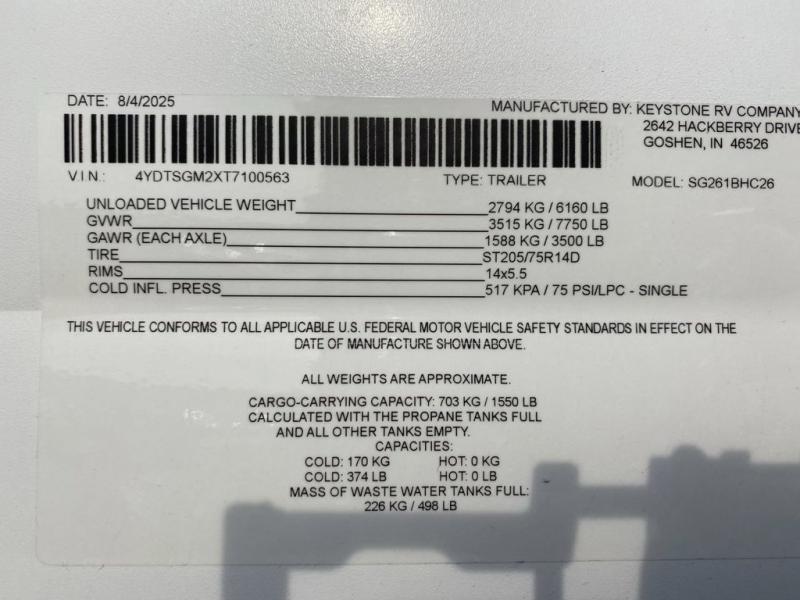 DATE: 8/4/2025
MANUFACTURED BY: KEYSTONE RV COMPANY
2642 HACKBERRY DRIVE
GOSHEN, IN 46526
V.I.N.: 4YDTSGM2XT7100563 TYPE: TRAILER MODEL: SG261BHC26
UNLOADED VEHICLE WEIGHT 2794 KG / 6160 LB
GVWR 3515 KG / 7750 LB
GAWR (EACH AXLE) 1588 KG / 3500 LB
TIRE ST205/75R14D
RIMS 14x5.5
COLD INFL. PRESS 517 KPA / 75 PSI/LPC - SINGLE
THIS VEHICLE CONFORMS TO ALL APPLICABLE U.S. FEDERAL MOTOR VEHICLE SAFETY STANDARDS IN EFFECT ON THE
DATE OF MANUFACTURE SHOWN ABOVE.
ALL WEIGHTS ARE APPROXIMATE.
CARGO-CARRYING CAPACITY: 703 KG / 1550 LB
CALCULATED WITH THE PROPANE TANKS FULL
AND ALL OTHER TANKS EMPTY.
CAPACITIES:
COLD: 170 KG HOT: 0 KG
COLD: 374 LB HOT: 0 LB
MASS OF WASTE WATER TANKS FULL:
226 KG / 498 LB